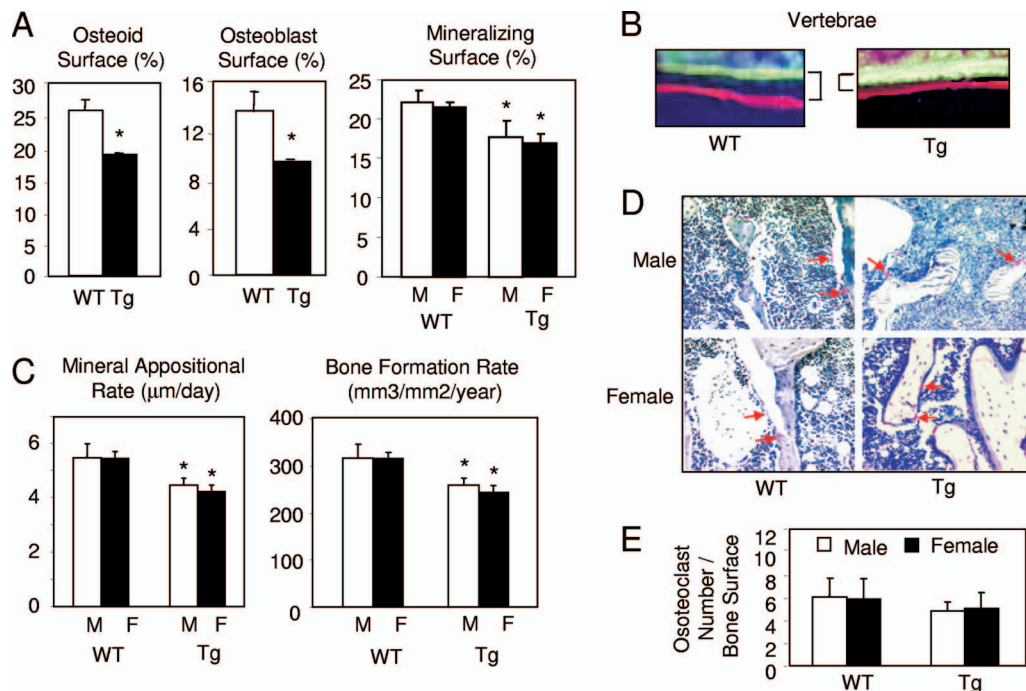 A
Osteoid
Surface (%)
30
25
20
15
10
5
0
*
WT Tg
Osteoblast
Surface (%)
16
12
8
4
0
*
WT Tg
Mineralizing
Surface (%)
25
20
15
10
5
0
* *
M F M F
WT Tg
B
Vertebrae
WT Tg
C
Mineral Appositional
Rate (μm/day)
6
4
2
0
* *
M F M F
WT Tg
Bone Formation Rate
(mm3/mm2/year)
400
300
200
100
0
* *
M F M F
WT Tg
D
Male
Female
WT Tg
E
Osoteoclast
Number /
Bone Surface
12
10
8
6
4
2
0
Male Female
WT Tg